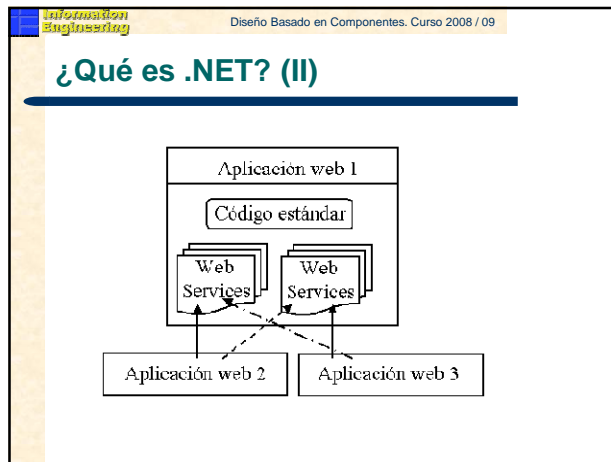 Information
Engineering
Diseño Basado en Componentes. Curso 2008 / 09
¿Qué es .NET? (II)
Aplicación web 1
Código estándar
Web
Services
Web
Services
Aplicación web 2
Aplicación web 3